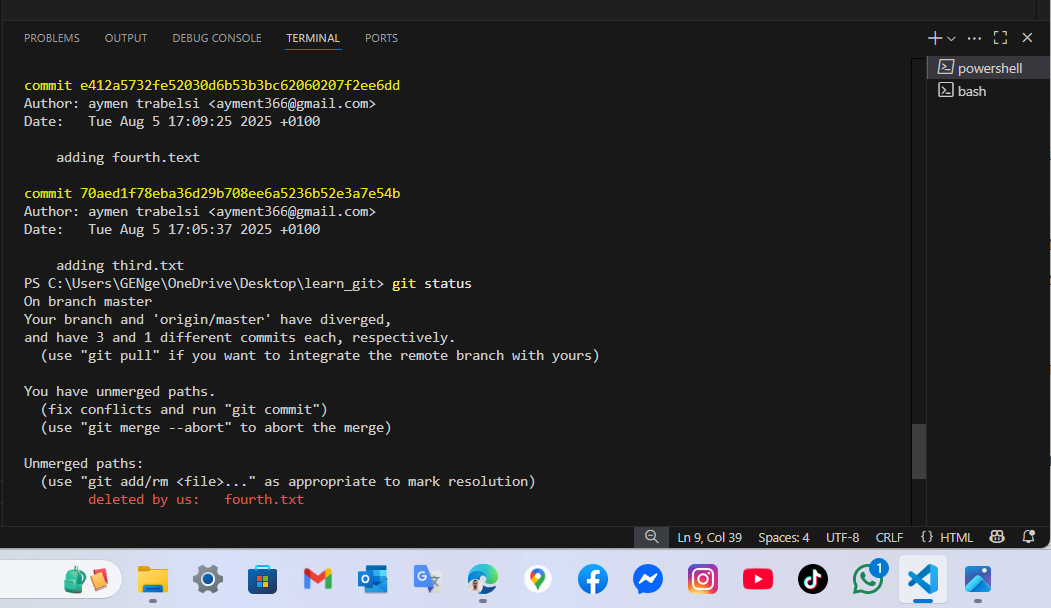 PROBLEMS OUTPUT DEBUG CONSOLE TERMINAL PORTS
powershell
bash
commit e412a5732fe52030d6b53b3bc62060207f2ee6dd
Author: aymen trabelsi <ayment366@gmail.com>
Date:   Tue Aug 5 17:09:25 2025 +0100
adding fourth.text
commit 70aed1f78eba36d29b708ee6a5236b52e3a7e54b
Author: aymen trabelsi <ayment366@gmail.com>
Date:   Tue Aug 5 17:05:37 2025 +0100
adding third.txt
PS C:\Users\GENge\OneDrive\Desktop\learn_git> git status
On branch master
Your branch and 'origin/master' have diverged,
and have 3 and 1 different commits each, respectively.
(use "git pull" if you want to integrate the remote branch with yours)
You have unmerged paths.
(fix conflicts and run "git commit")
(use "git merge --abort" to abort the merge)
Unmerged paths:
(use "git add/rm <file>..." as appropriate to mark resolution)
deleted by us:   fourth.txt
Ln 9, Col 39 Spaces: 4 UTF-8 CRLF {} HTML
1